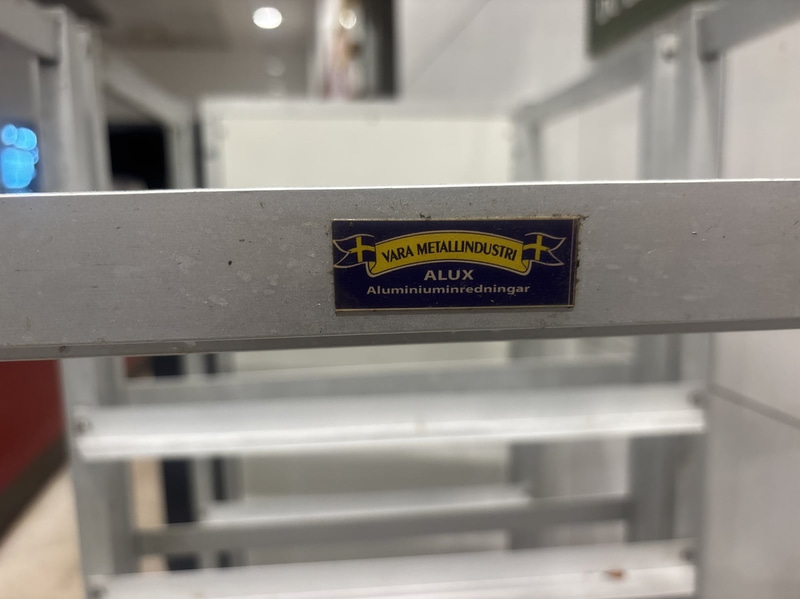 VARA METALLINDUSTRI
ALUX
Aluminiuminredningar